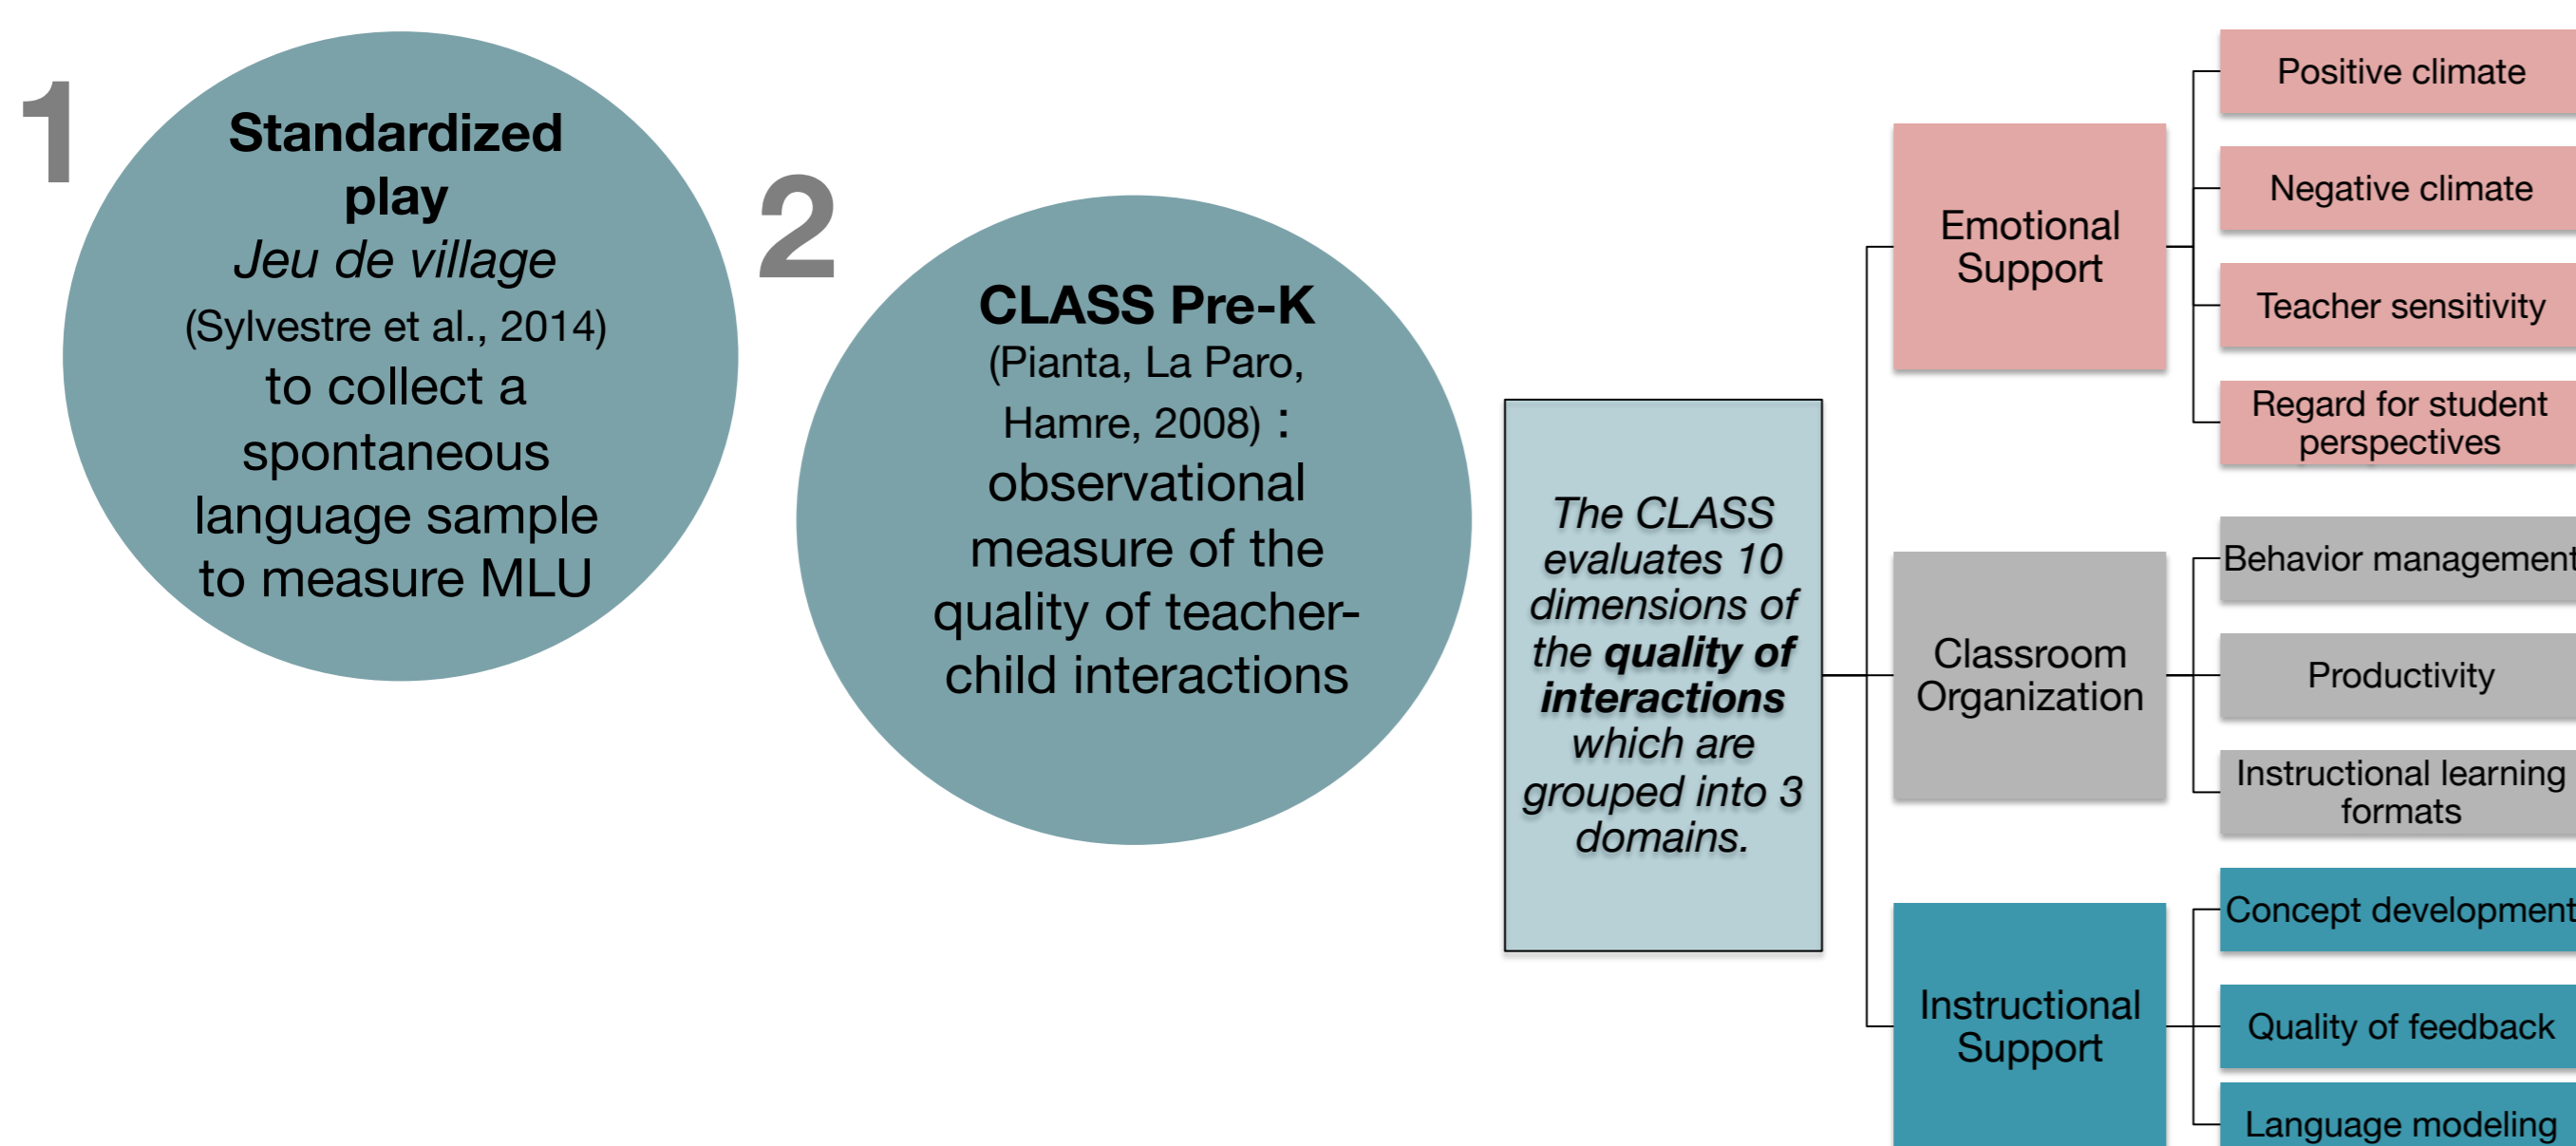 1
Standardized
play
Jeu de village
(Sylvestre et al., 2014)
to collect a
spontaneous
language sample
to measure MLU
2
CLASS Pre-K
(Pianta, La Paro,
Hamre, 2008) :
observational
measure of the
quality of teacher-
child interactions
The CLASS
evaluates 10
dimensions of
the quality of
interactions
which are
grouped into 3
domains.
Emotional
Support
Positive climate
Negative climate
Teacher sensitivity
Regard for student
perspectives
Classroom
Organization
Behavior management
Productivity
Instructional learning
formats
Instructional
Support
Concept development
Quality of feedback
Language modeling